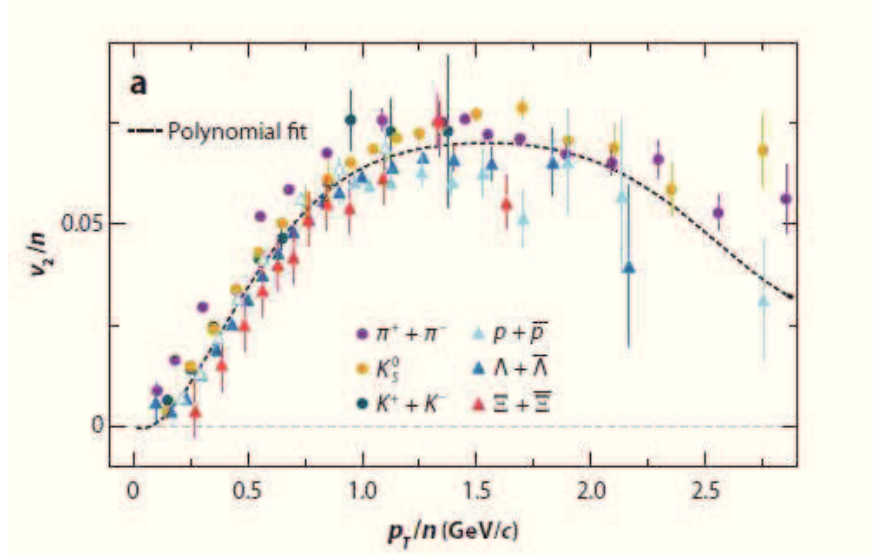 a
Polynomial fit
0.05
0
v₂/n
π⁺ + π⁻
K⁰ₛ
K⁺ + K⁻
p + p̅
Λ + Λ̅
Ξ + Ξ̅
0 0.5 1.0 1.5 2.0 2.5
p_T/n (GeV/c)